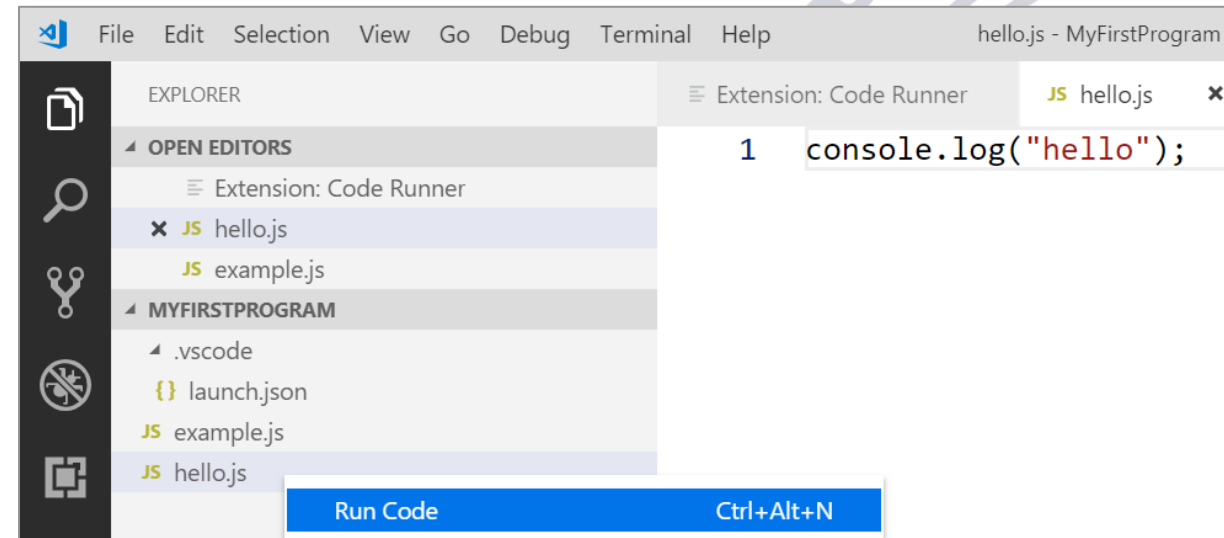 File Edit Selection View Go Debug Terminal Help hello.js - MyFirstProgram
EXPLORER
OPEN EDITORS
Extension: Code Runner
JS hello.js
JS example.js
MYFIRSTPROGRAM
.vscode
{} launch.json
JS example.js
JS hello.js
Run Code Ctrl+Alt+N
Extension: Code Runner JS hello.js
1 console.log("hello");